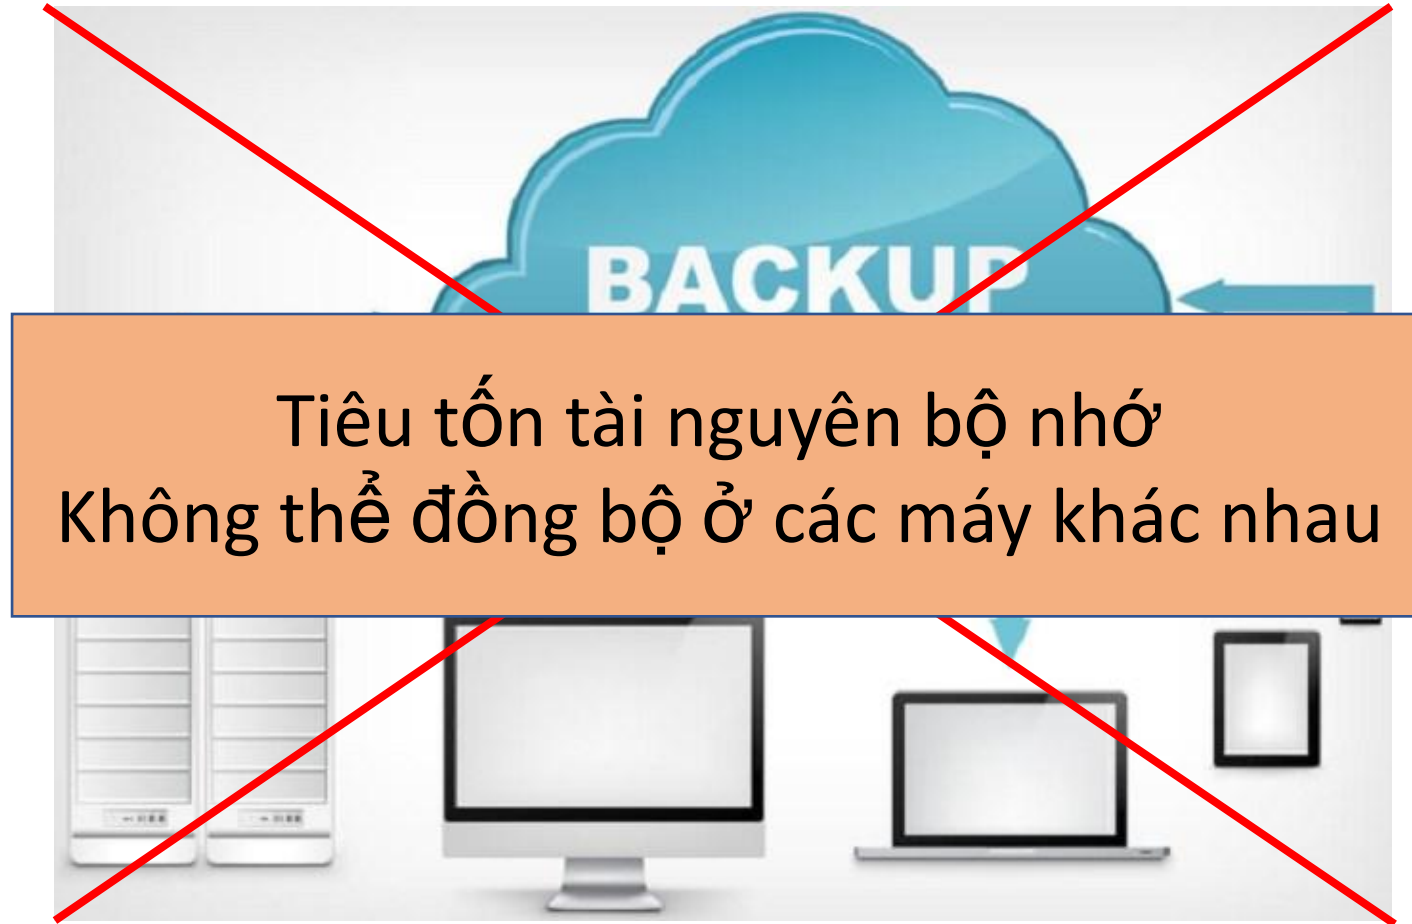 BACKUP
Tiêu tốn tài nguyên bộ nhớ
Không thể đồng bộ ở các máy khác nhau